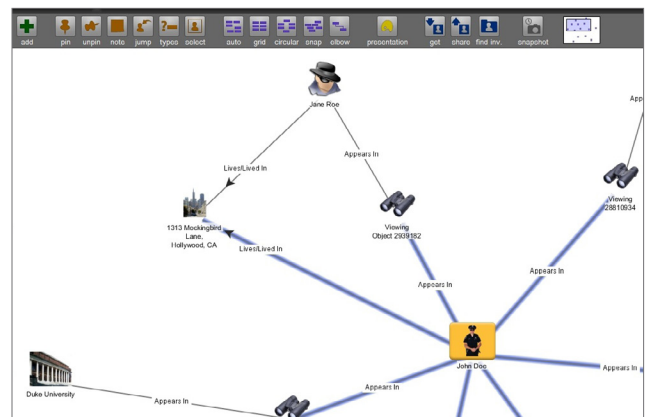 add pin unpin note jump types select auto grid circular snap elbow presentation get share find inv. snapshot
Jane Roe
App
Appears In
Lives/Lived In
Viewing
28810934
1313 Mockingbird
Lane,
Hollywood, CA
Viewing
Object 2939182
Lives/Lived In
Appears In
Appears In
John Doe
Appears In
Duke University
Appears In
Appears In